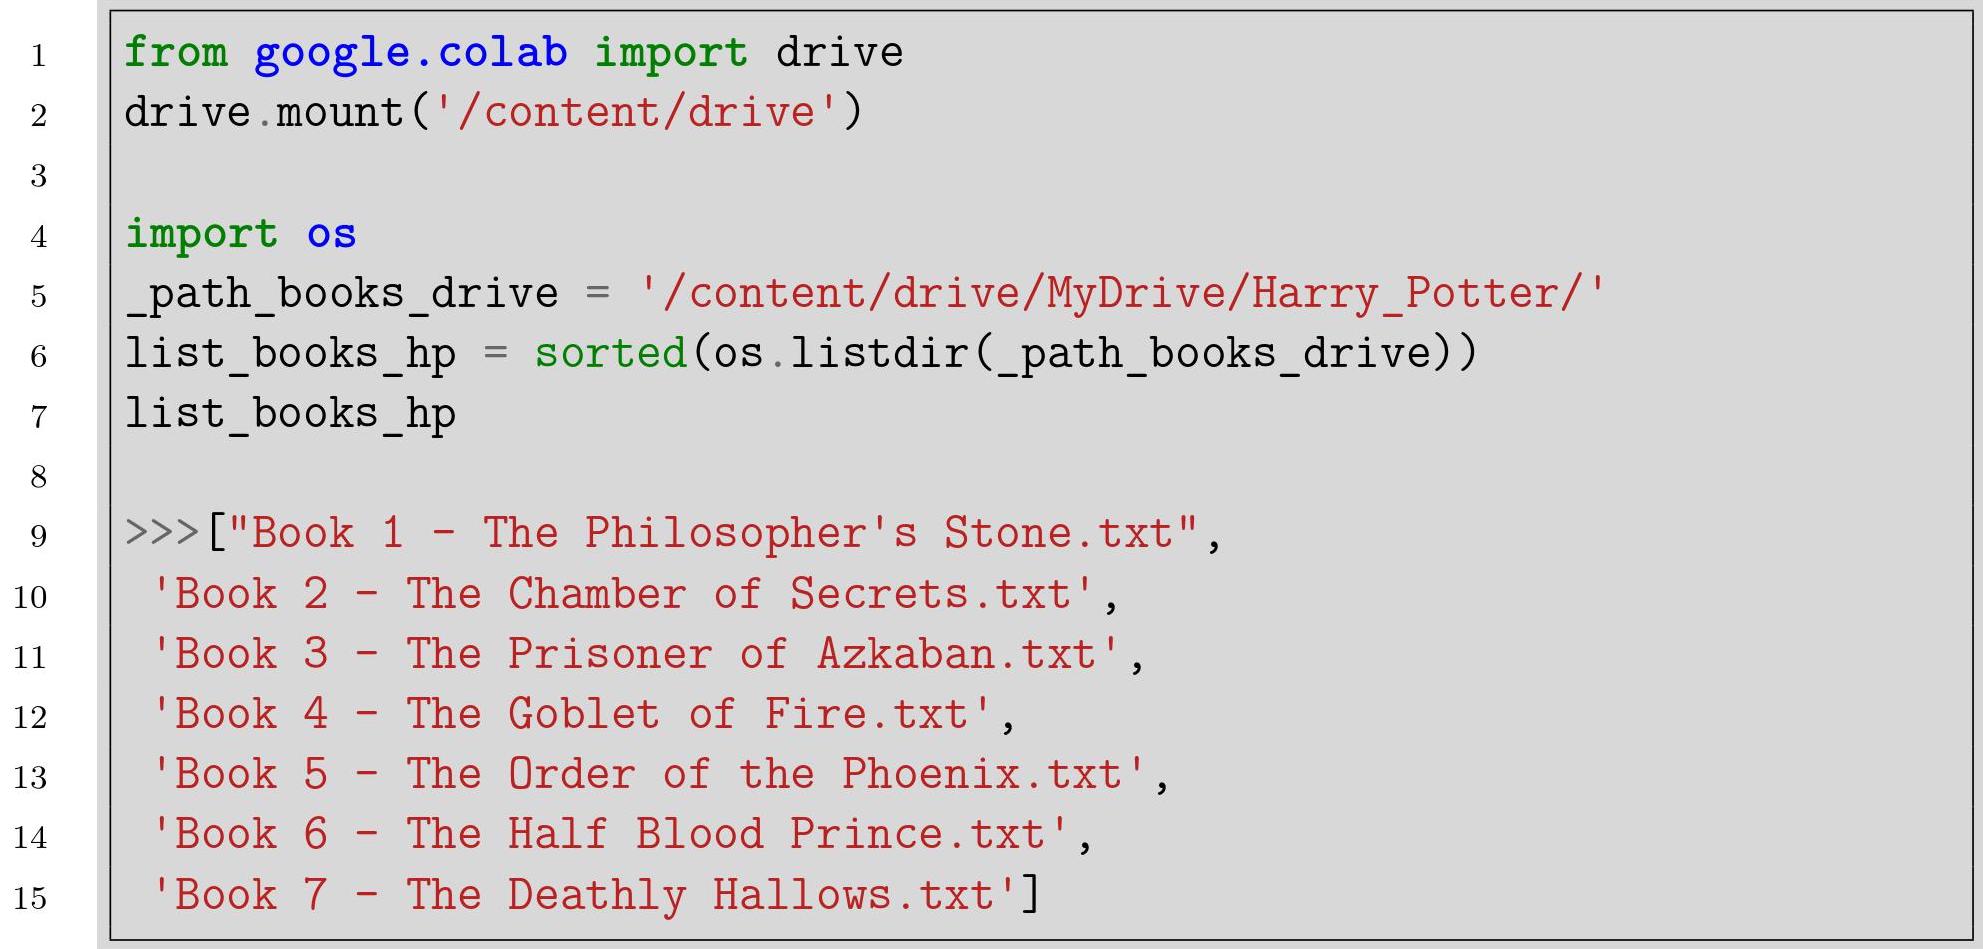 1 from google.colab import drive
2 drive.mount('/content/drive')
3
4 import os
5 _path_books_drive = '/content/drive/MyDrive/Harry_Potter/'
6 list_books_hp = sorted(os.listdir(_path_books_drive))
7 list_books_hp
8
9 >>>["Book 1 - The Philosopher's Stone.txt",
10 'Book 2 - The Chamber of Secrets.txt',
11 'Book 3 - The Prisoner of Azkaban.txt',
12 'Book 4 - The Goblet of Fire.txt',
13 'Book 5 - The Order of the Phoenix.txt',
14 'Book 6 - The Half Blood Prince.txt',
15 'Book 7 - The Deathly Hallows.txt']